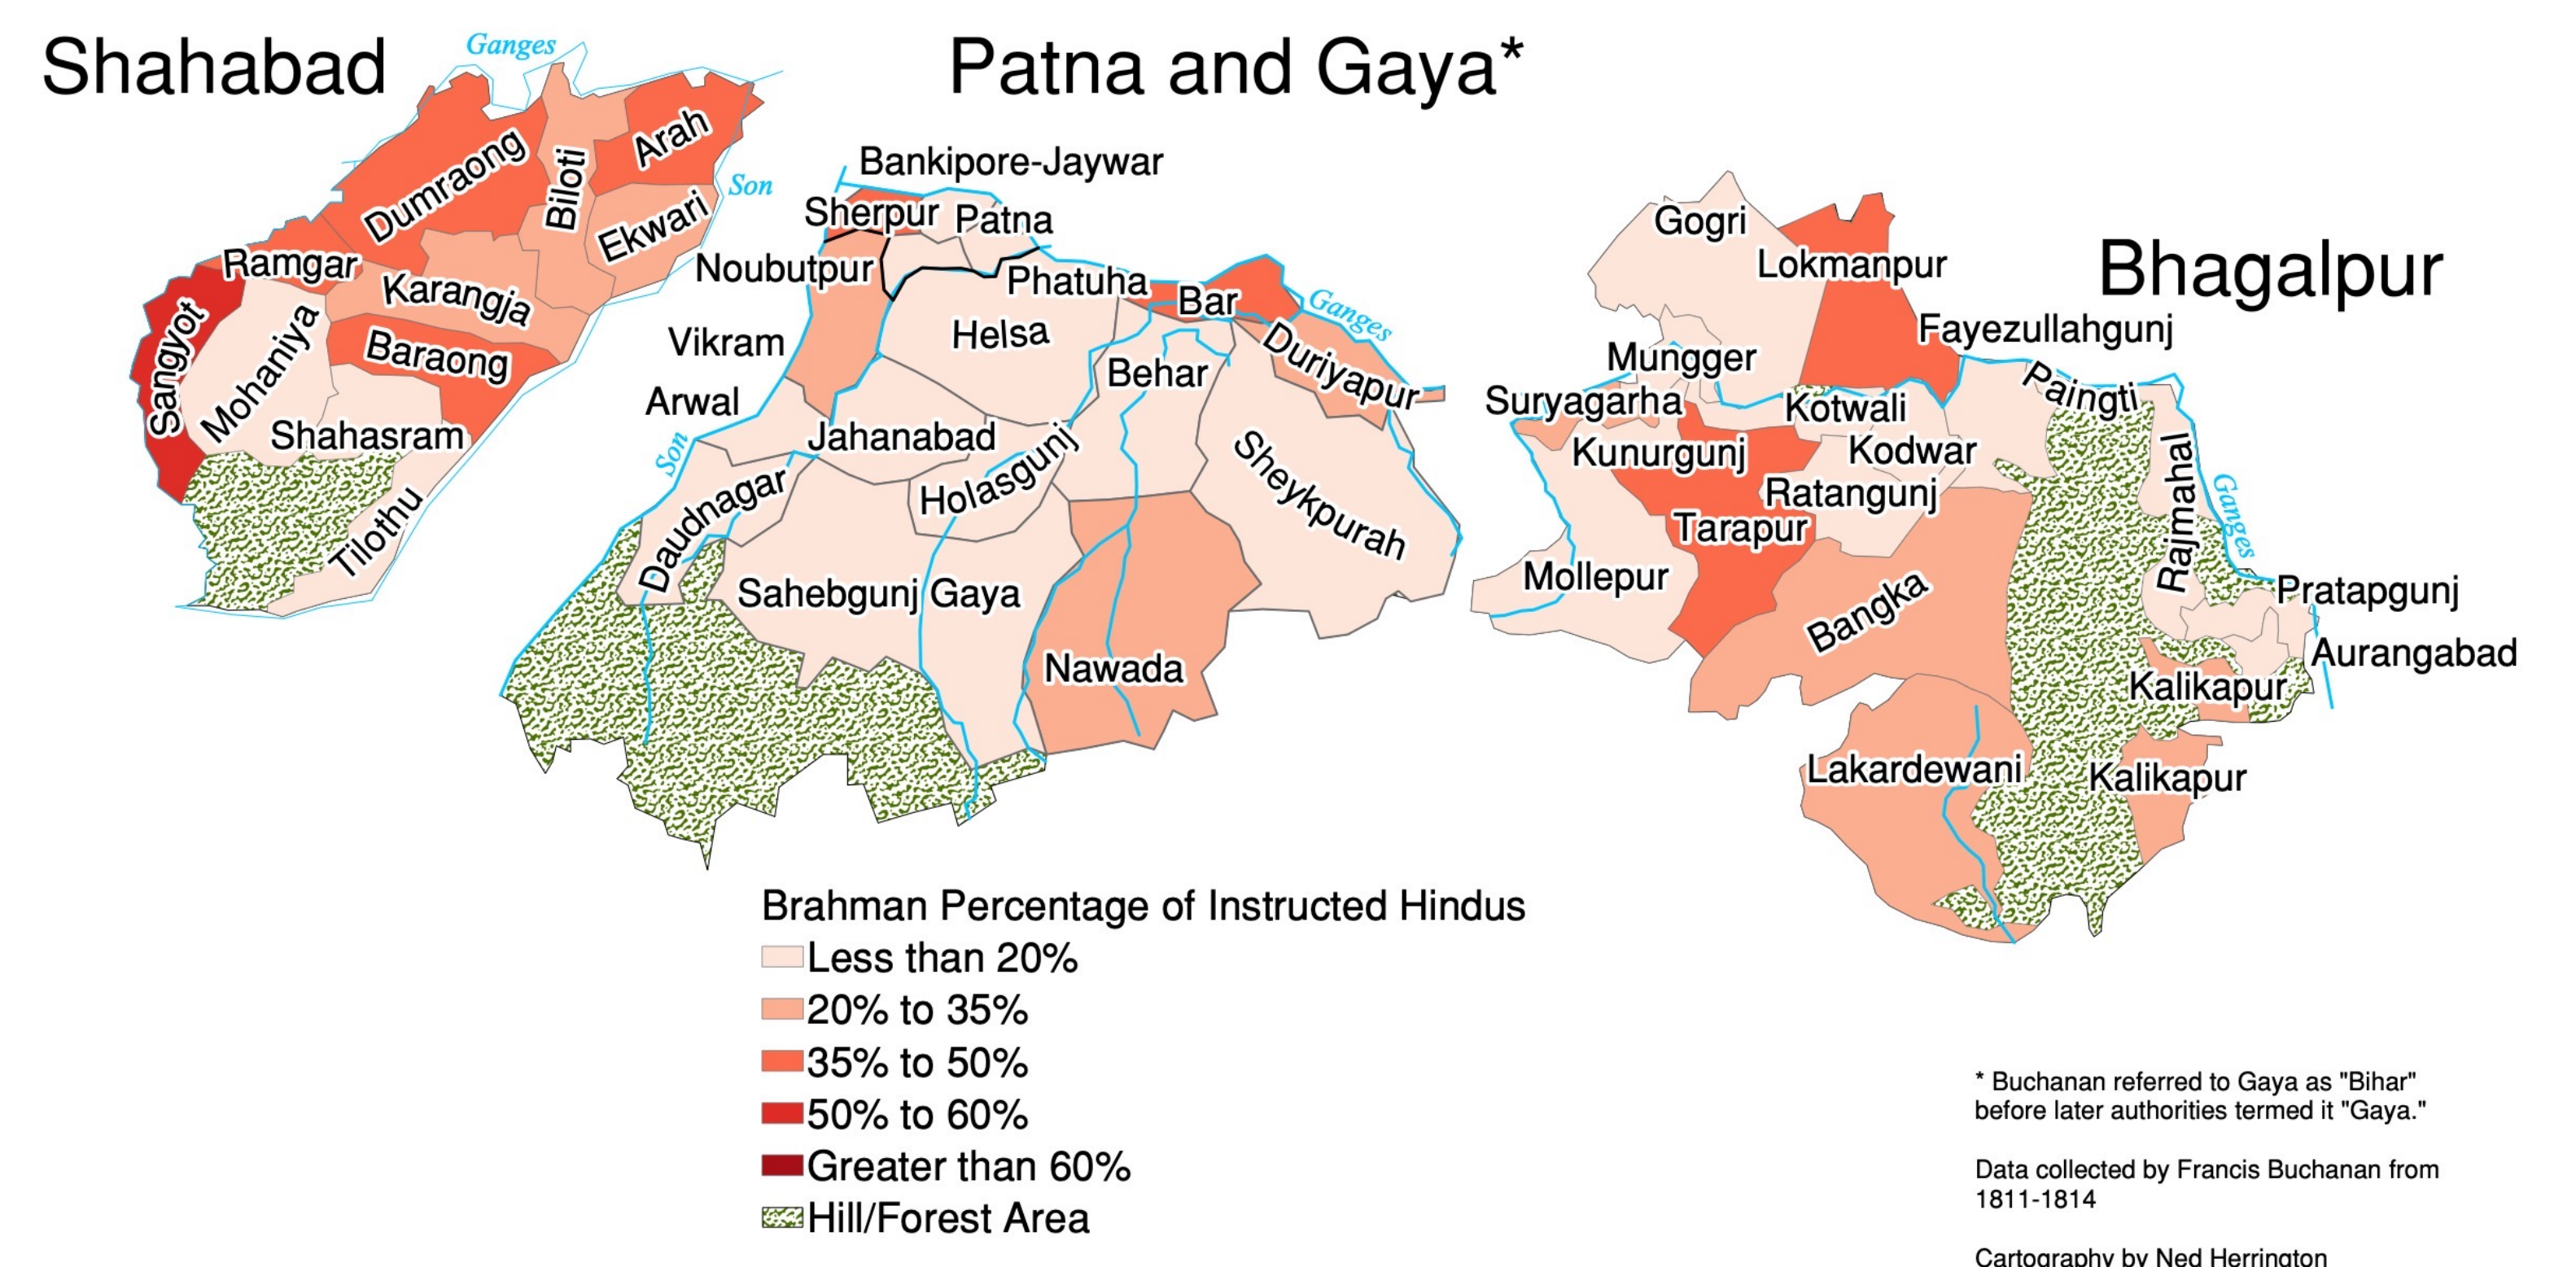 Shahabad
Patna and Gaya*
Bhagalpur
Ganges
Arah
Dumraong
Biloti
Son
Ekwari
Ramgar
Karangja
Sangyot
Mohaniya
Baraong
Shahasram
Tilothu
Bankipore-Jaywar
Sherpur
Patna
Noubutpur
Phatuha
Bar
Ganges
Vikram
Helsa
Duriyapur
Behar
Arwal
Son
Jahanabad
Holasgunj
Sheykpurah
Daudnagar
Sahebgunj Gaya
Nawada
Gogri
Lokmanpur
Fayezullahgunj
Mungger
Paingti
Suryagarha
Kotwali
Kunurgunj
Kodwar
Ratangunj
Rajmahal
Ganges
Tarapur
Mollepur
Bangka
Pratapgunj
Aurangabad
Kalikapur
Lakardewani
Kalikapur
Brahman Percentage of Instructed Hindus
Less than 20%
20% to 35%
35% to 50%
50% to 60%
Greater than 60%
Hill/Forest Area
* Buchanan referred to Gaya as "Bihar"
before later authorities termed it "Gaya."
Data collected by Francis Buchanan from
1811-1814
Cartography by Ned Herrington